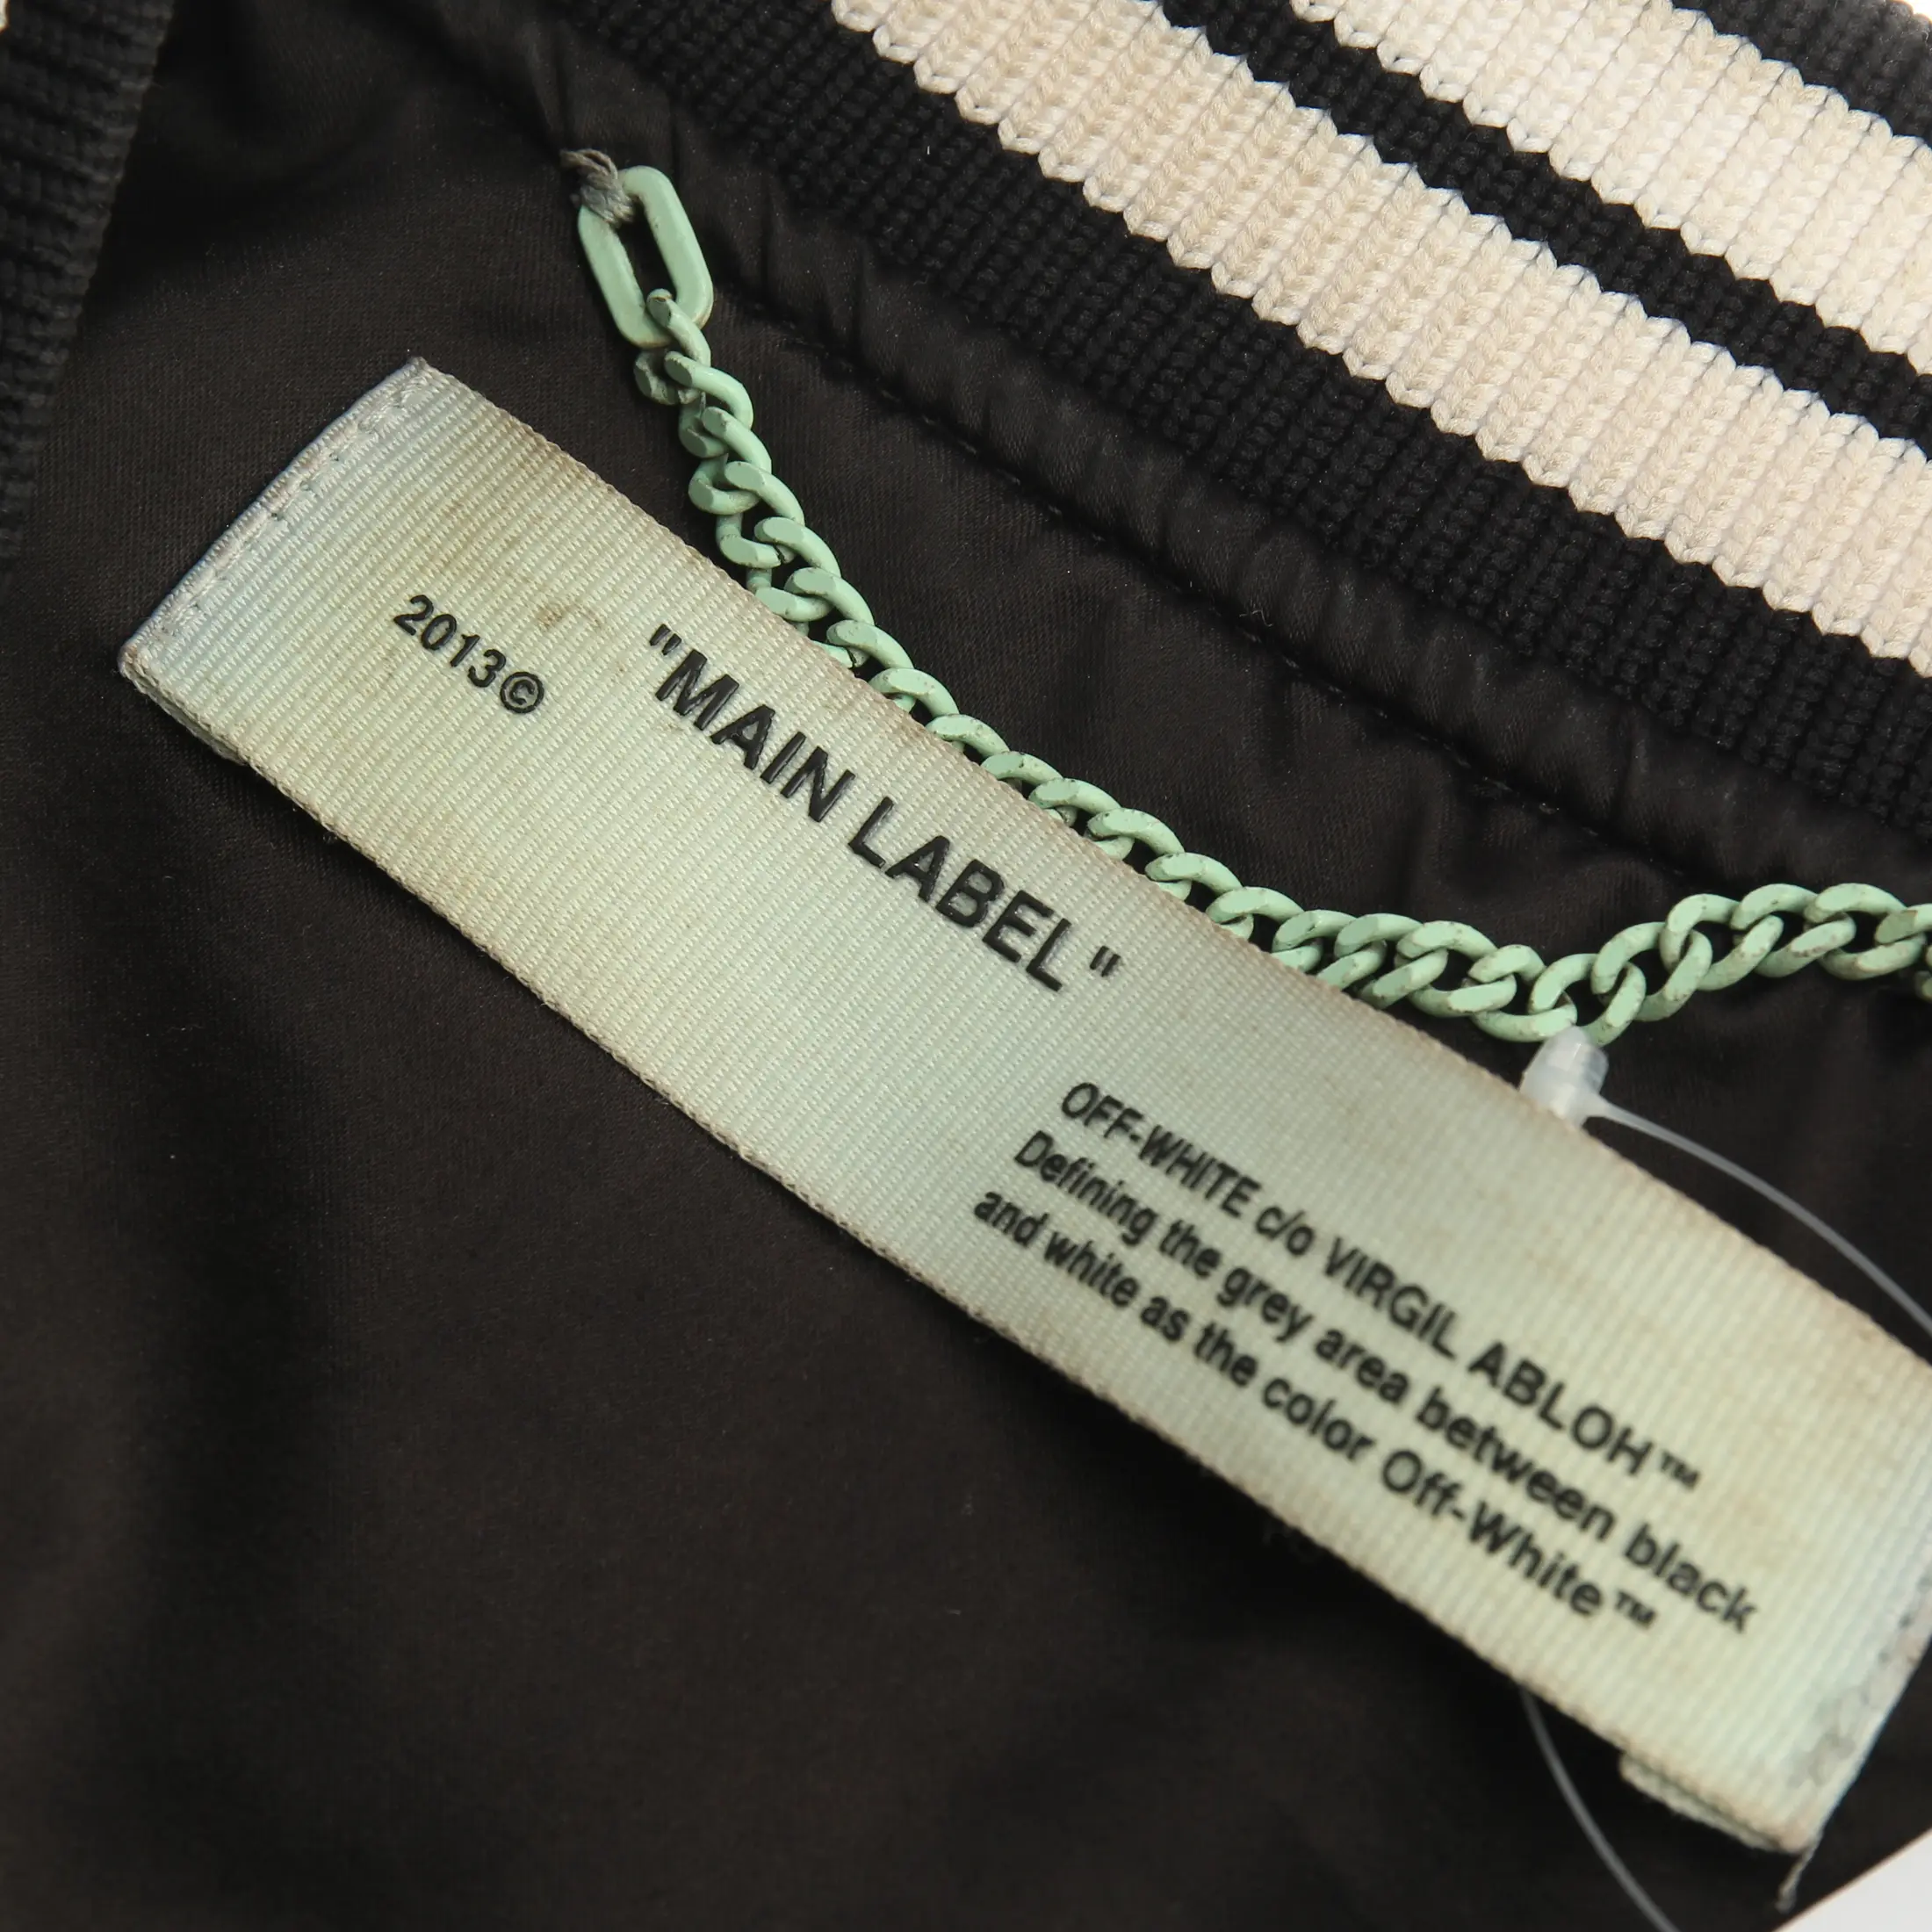 2013©
"MAIN LABEL"
OFF-WHITE c/o VIRGIL ABLOH™
Defining the grey area between black
and white as the color Off-White™